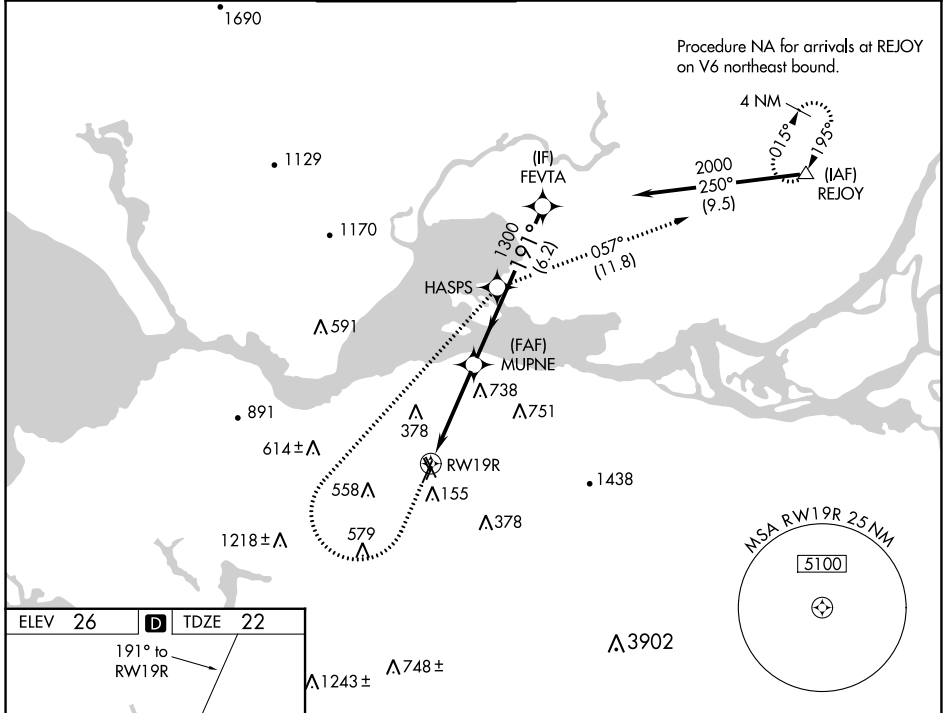 1690
Procedure NA for arrivals at REJOY
on V6 northeast bound.
4 NM
015°
195°
1129
(IF)
FEVTA
2000
250°
(9.5)
(IAF)
REJOY
1170
1300
191°
(6.2)
057°
(11.8)
HASPS
591
(FAF)
MUPNE
738
751
891
378
614±
RW19R
558
155
1438
378
579
1218±
MSA RW19R 25 NM
5100
ELEV 26
D
TDZE 22
191° to
RW19R
3902
748±
1243±